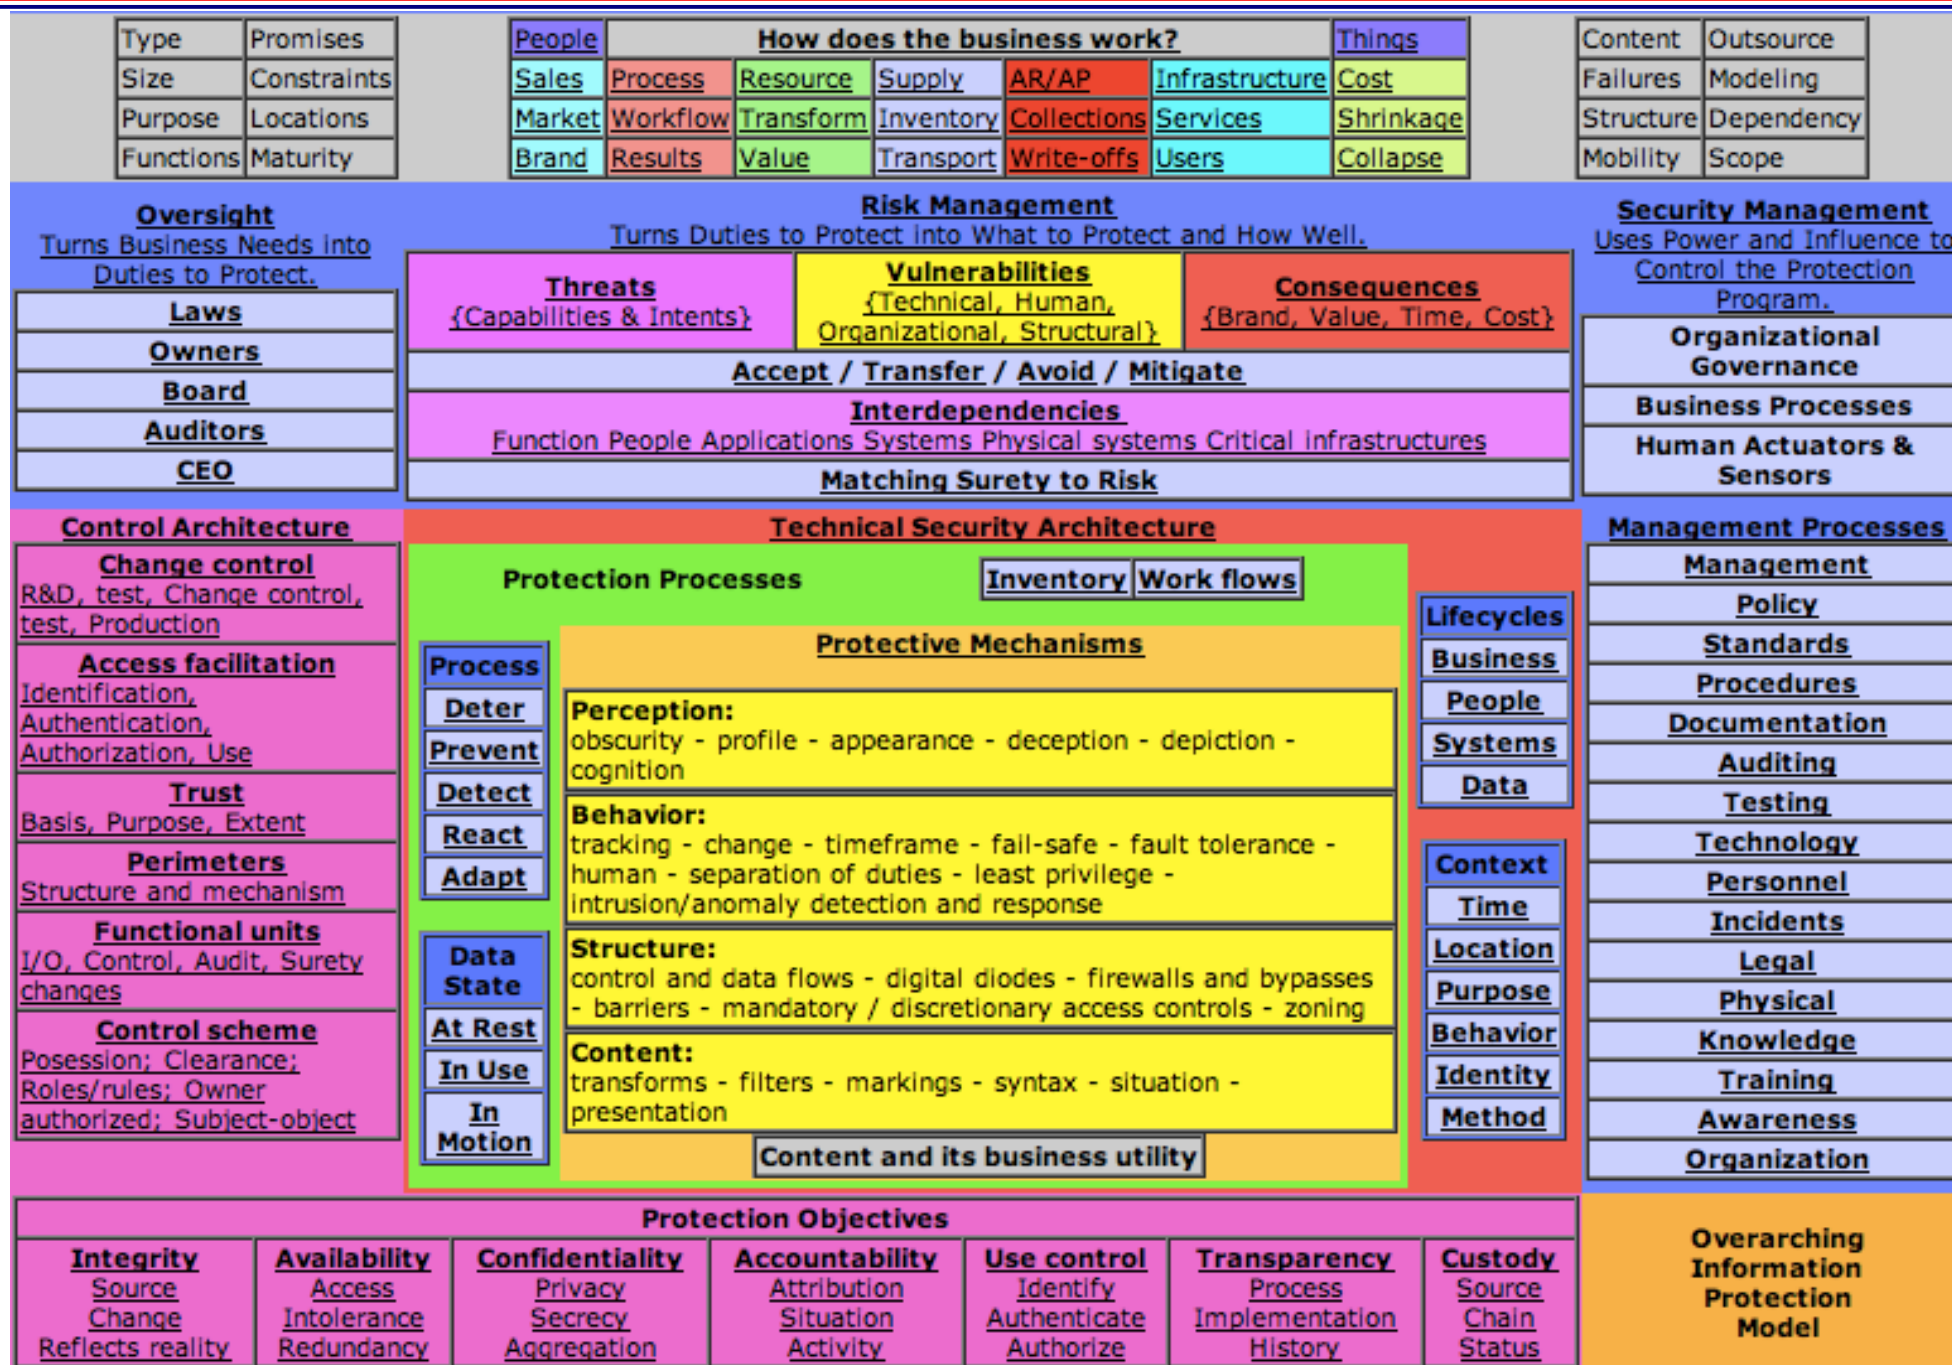 Type Promises
Size Constraints
Purpose Locations
Functions Maturity
People How does the business work? Things
Sales Process Resource Supply AR/AP Infrastructure Cost
Market Workflow Transform Inventory Collections Services Shrinkage
Brand Results Value Transport Write-offs Users Collapse
Content Outsource
Failures Modeling
Structure Dependency
Mobility Scope
Oversight
Turns Business Needs into
Duties to Protect.
Laws
Owners
Board
Auditors
CEO
Risk Management
Turns Duties to Protect into What to Protect and How Well.
Threats
{Capabilities & Intents}
Vulnerabilities
{Technical, Human,
Organizational, Structural}
Consequences
{Brand, Value, Time, Cost}
Accept / Transfer / Avoid / Mitigate
Interdependencies
Function People Applications Systems Physical systems Critical infrastructures
Matching Surety to Risk
Security Management
Uses Power and Influence to
Control the Protection
Program.
Organizational
Governance
Business Processes
Human Actuators &
Sensors
Control Architecture
Change control
R&D, test, Change control,
test, Production
Access facilitation
Identification,
Authentication,
Authorization, Use
Trust
Basis, Purpose, Extent
Perimeters
Structure and mechanism
Functional units
I/O, Control, Audit, Surety
changes
Control scheme
Posession; Clearance;
Roles/rules; Owner
authorized; Subject-object
Technical Security Architecture
Protection Processes
Inventory Work flows
Process
Deter
Prevent
Detect
React
Adapt
Data
State
At Rest
In Use
In
Motion
Protective Mechanisms
Perception:
obscurity - profile - appearance - deception - depiction -
cognition
Behavior:
tracking - change - timeframe - fail-safe - fault tolerance -
human - separation of duties - least privilege -
intrusion/anomaly detection and response
Structure:
control and data flows - digital diodes - firewalls and bypasses
- barriers - mandatory / discretionary access controls - zoning
Content:
transforms - filters - markings - syntax - situation -
presentation
Content and its business utility
Lifecycles
Business
People
Systems
Data
Context
Time
Location
Purpose
Behavior
Identity
Method
Management Processes
Management
Policy
Standards
Procedures
Documentation
Auditing
Testing
Technology
Personnel
Incidents
Legal
Physical
Knowledge
Training
Awareness
Organization
Protection Objectives
Integrity
Source
Change
Reflects reality
Availability
Access
Intolerance
Redundancy
Confidentiality
Privacy
Secrecy
Aggregation
Accountability
Attribution
Situation
Activity
Use control
Identify
Authenticate
Authorize
Transparency
Process
Implementation
History
Custody
Source
Chain
Status
Overarching
Information
Protection
Model